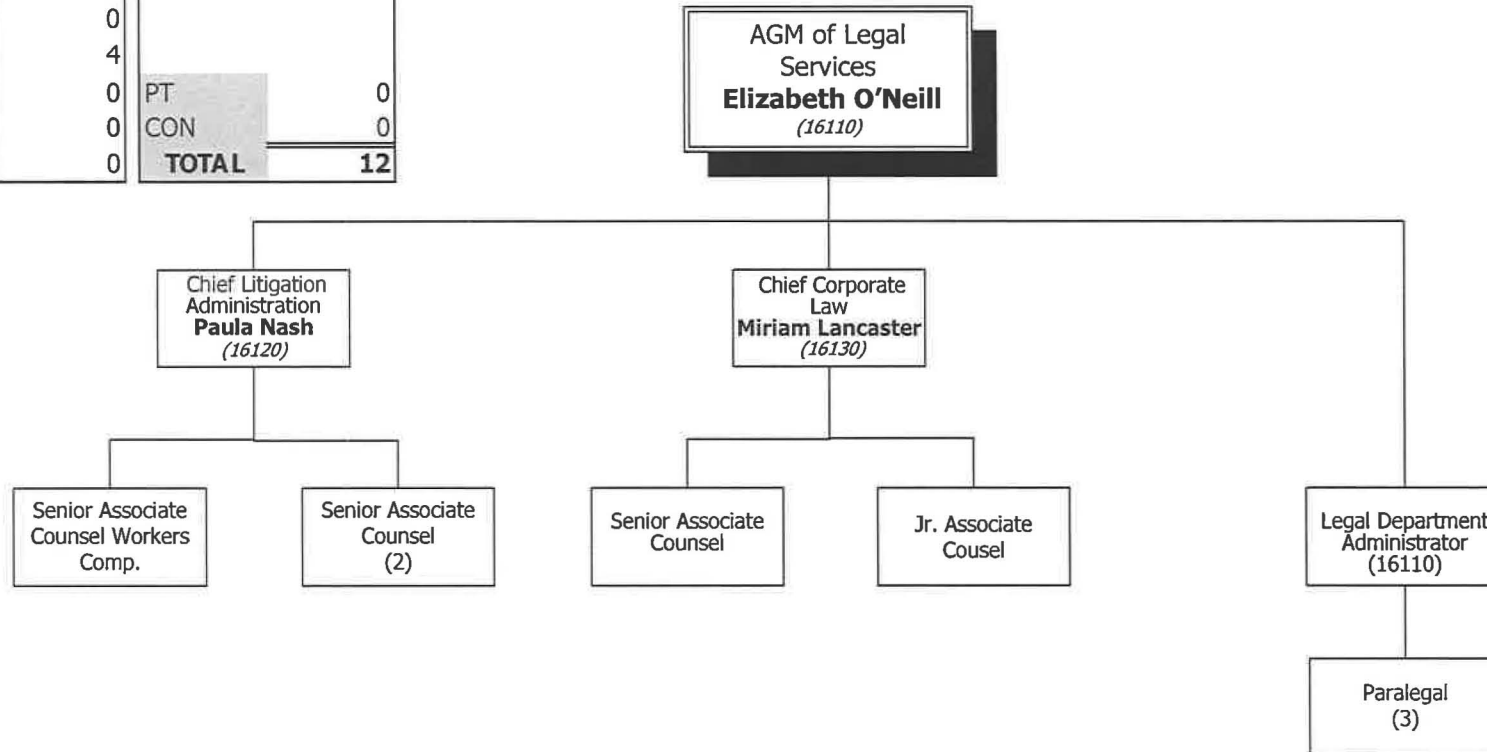 0
4
0
0
0
PT 0
CON 0
TOTAL 12
AGM of Legal
Services
Elizabeth O'Neill
(16110)
Chief Litigation
Administration
Paula Nash
(16120)
Chief Corporate
Law
Miriam Lancaster
(16130)
Senior Associate
Counsel Workers
Comp.
Senior Associate
Counsel
(2)
Senior Associate
Counsel
Jr. Associate
Cousel
Legal Department
Administrator
(16110)
Paralegal
(3)